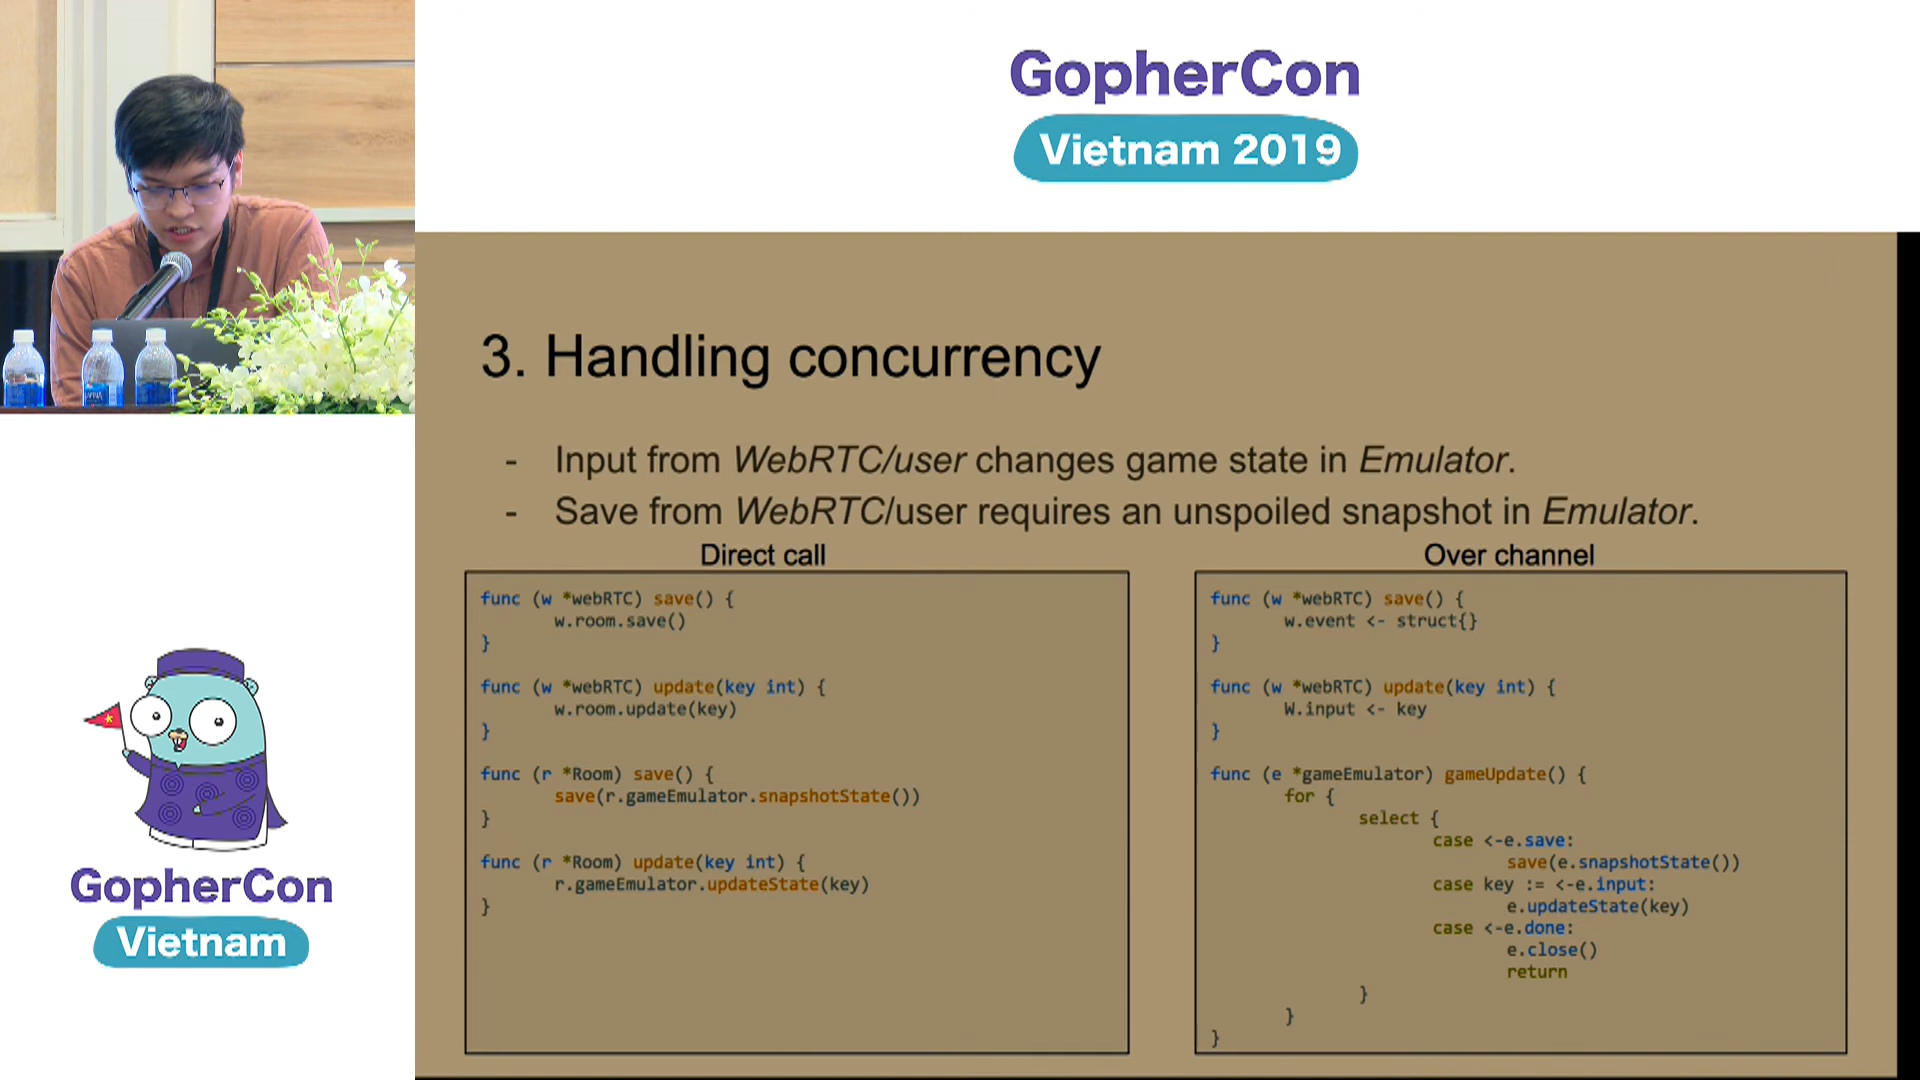 GopherCon
Vietnam 2019
3. Handling concurrency
- Input from WebRTC/user changes game state in Emulator.
- Save from WebRTC/user requires an unspoiled snapshot in Emulator.
Direct call
func (w *webRTC) save() {
w.room.save()
}
func (w *webRTC) update(key int) {
w.room.update(key)
}
func (r *Room) save() {
save(r.gameEmulator.snapshotState())
}
func (r *Room) update(key int) {
r.gameEmulator.updateState(key)
}
Over channel
func (w *webRTC) save() {
w.event <- struct{}
}
func (w *webRTC) update(key int) {
W.input <- key
}
func (e *gameEmulator) gameUpdate() {
for {
select {
case <-e.save:
save(e.snapshotState())
case key := <-e.input:
e.updateState(key)
case <-e.done:
e.close()
return
}
}
}
GopherCon
Vietnam